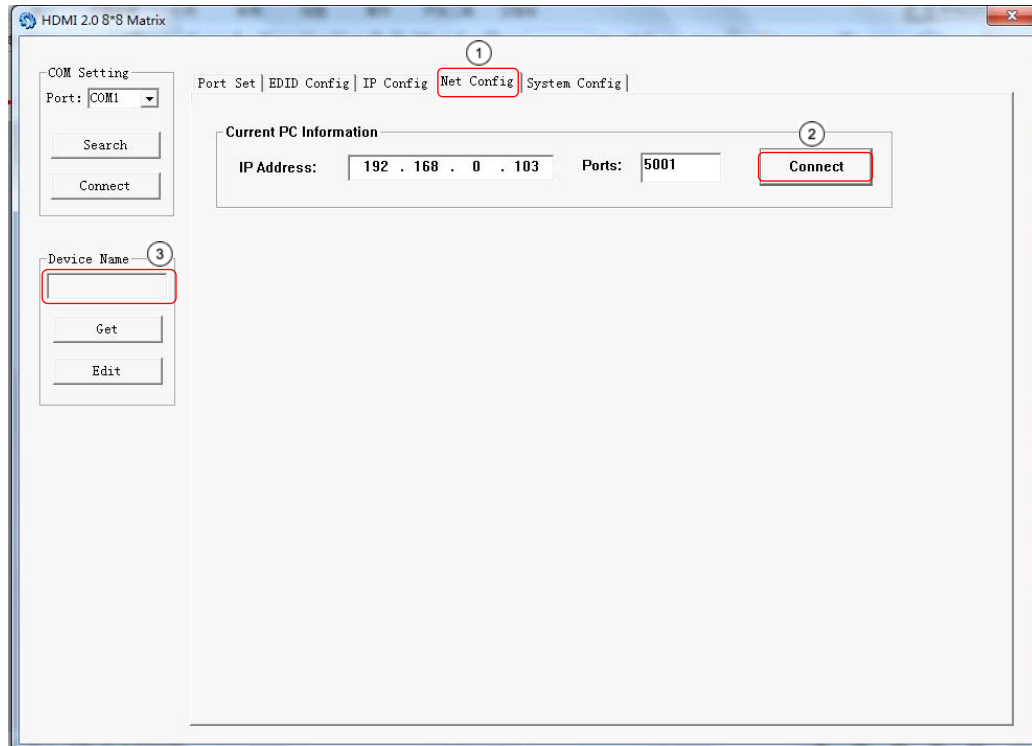 HDMI 2.0 8*8 Matrix
1
COM Setting
Port: COM1
Search
Connect
Port Set EDID Config IP Config Net Config System Config
Current PC Information
2
IP Address: 192 . 168 . 0 . 103 Ports: 5001 Connect
Device Name 3
Get
Edit